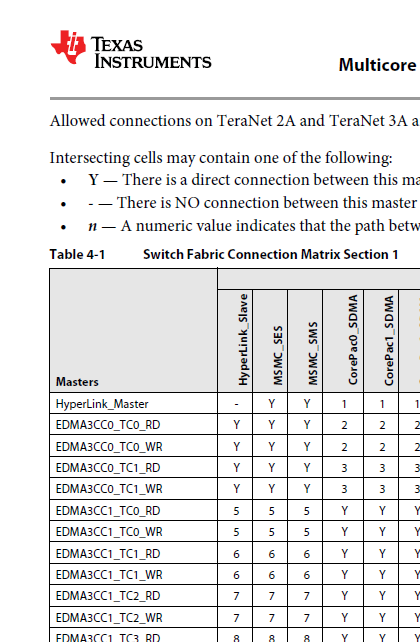 TEXAS
INSTRUMENTS
Multicore
Allowed connections on TeraNet 2A and TeraNet 3A a
Intersecting cells may contain one of the following:
• Y — There is a direct connection between this ma
• - — There is NO connection between this master
• n — A numeric value indicates that the path betw
Table 4-1 Switch Fabric Connection Matrix Section 1
Masters HyperLink_Slave MSMC_SES MSMC_SMS CorePac0_SDMA CorePac1_SDMA
HyperLink_Master - Y Y 1 1 1
EDMA3CC0_TC0_RD Y Y Y 2 2 2
EDMA3CC0_TC0_WR Y Y Y 2 2 2
EDMA3CC0_TC1_RD Y Y Y 3 3 3
EDMA3CC0_TC1_WR Y Y Y 3 3 3
EDMA3CC1_TC0_RD 5 5 5 Y Y Y
EDMA3CC1_TC0_WR 5 5 5 Y Y Y
EDMA3CC1_TC1_RD 6 6 6 Y Y Y
EDMA3CC1_TC1_WR 6 6 6 Y Y Y
EDMA3CC1_TC2_RD 7 7 7 Y Y Y
EDMA3CC1_TC2_WR 7 7 7 Y Y Y
EDMA3CC1_TC3_RD 8 8 8 Y Y Y